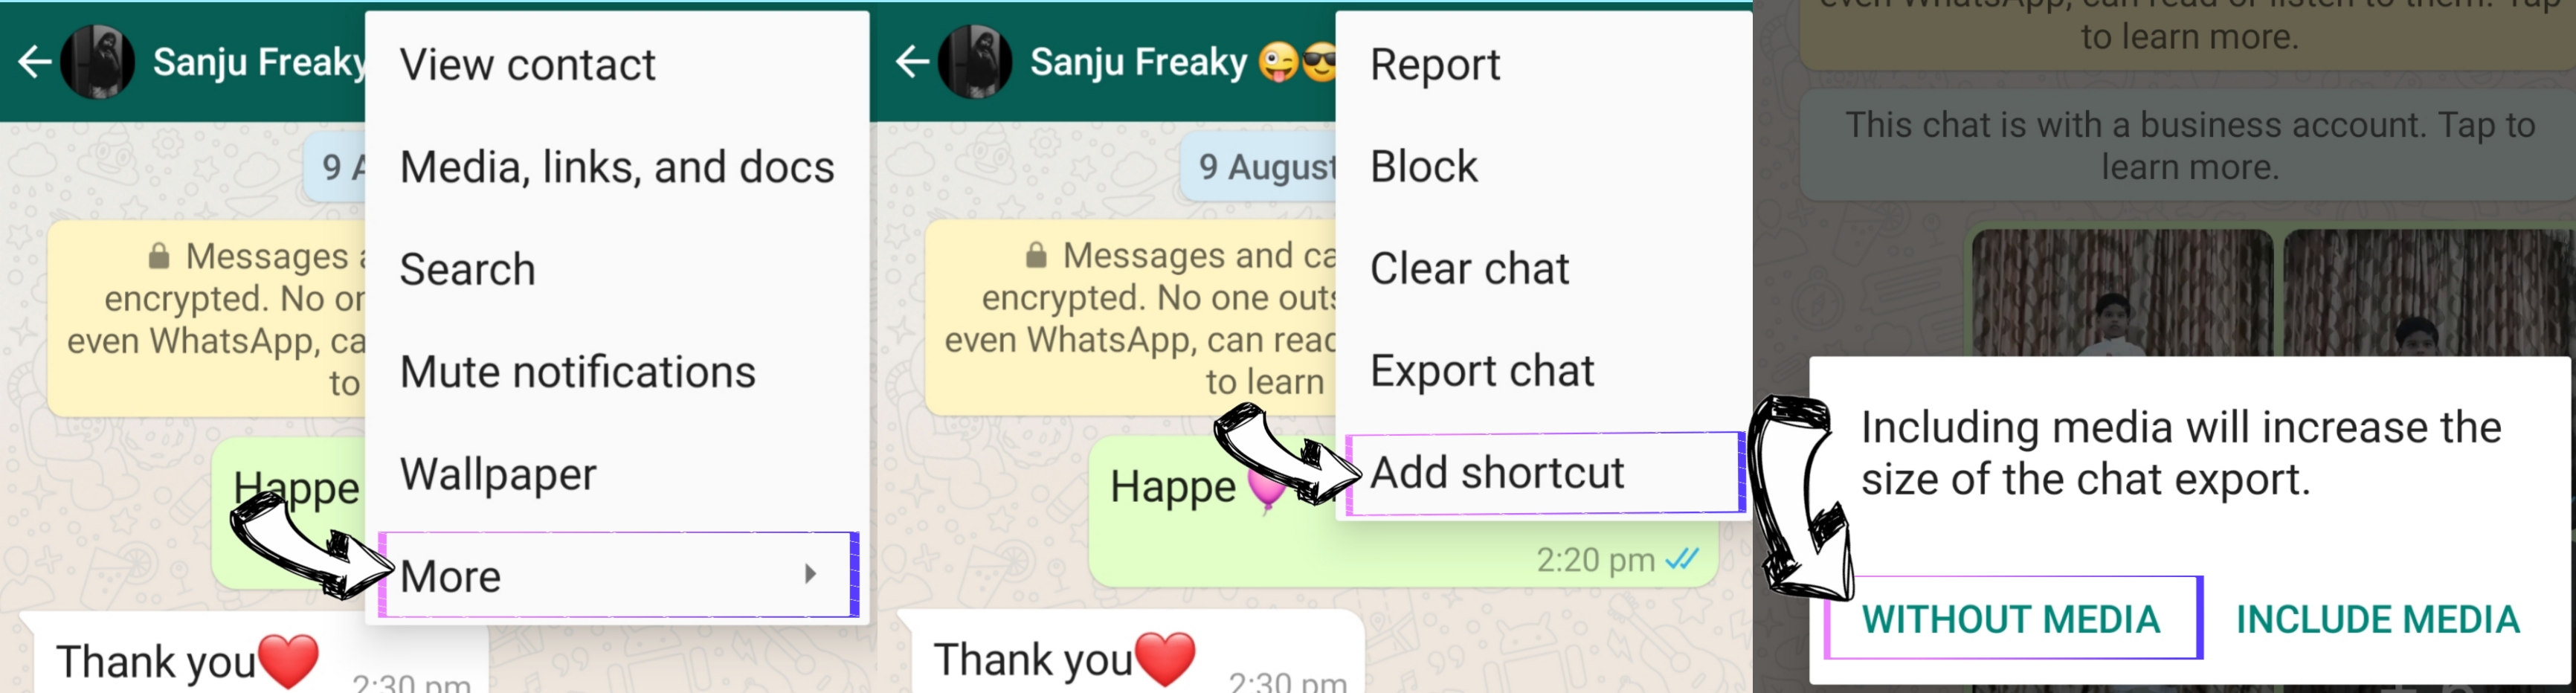 Sanju Freaky
View contact
Media, links, and docs
Search
Mute notifications
Wallpaper
More
9 A
Messages
encrypted. No or
even WhatsApp, ca
to
Happe
Thank you❤️
2:30 pm
Sanju Freaky 😜😎
Report
Block
Clear chat
Export chat
Add shortcut
9 August
Messages and ca
encrypted. No one outs
even WhatsApp, can read
to learn
Happe 🎈
2:20 pm
Thank you❤️
2:30 pm
even WhatsApp, can read or listen to them. Tap
to learn more.
This chat is with a business account. Tap to
learn more.
Including media will increase the
size of the chat export.
WITHOUT MEDIA INCLUDE MEDIA